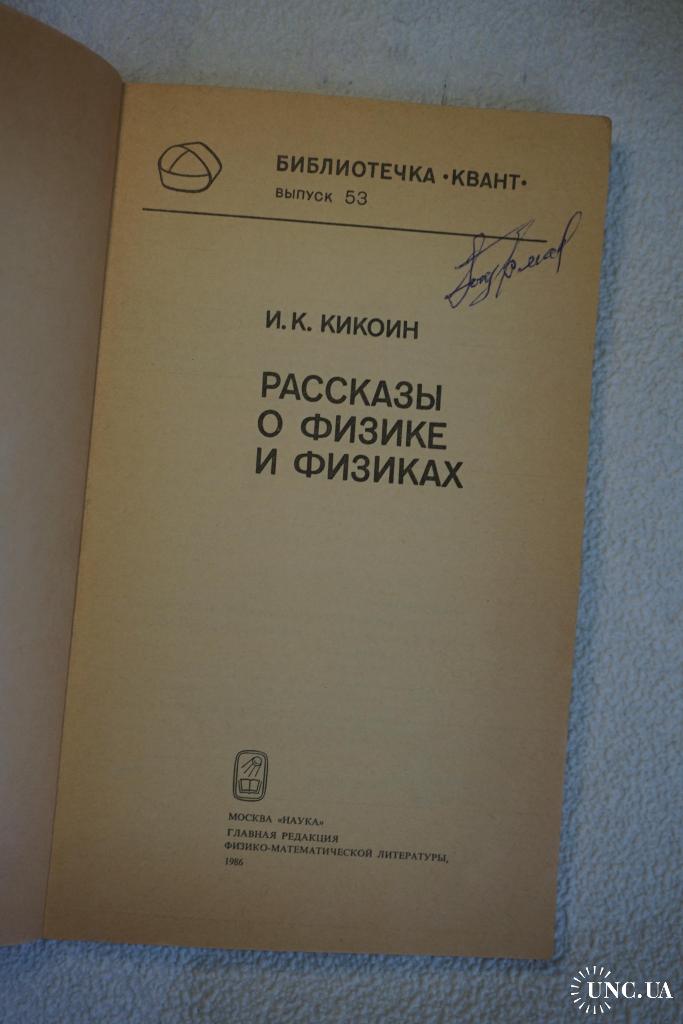 БИБЛИОТЕЧКА •КВАНТ•
ВЫПУСК 53
И. К. КИКОИН
РАССКАЗЫ
О ФИЗИКЕ
И ФИЗИКАХ
МОСКВА «НАУКА»
ГЛАВНАЯ РЕДАКЦИЯ
ФИЗИКО-МАТЕМАТИЧЕСКОЙ ЛИТЕРАТУРЫ,
1986
UNC.UA